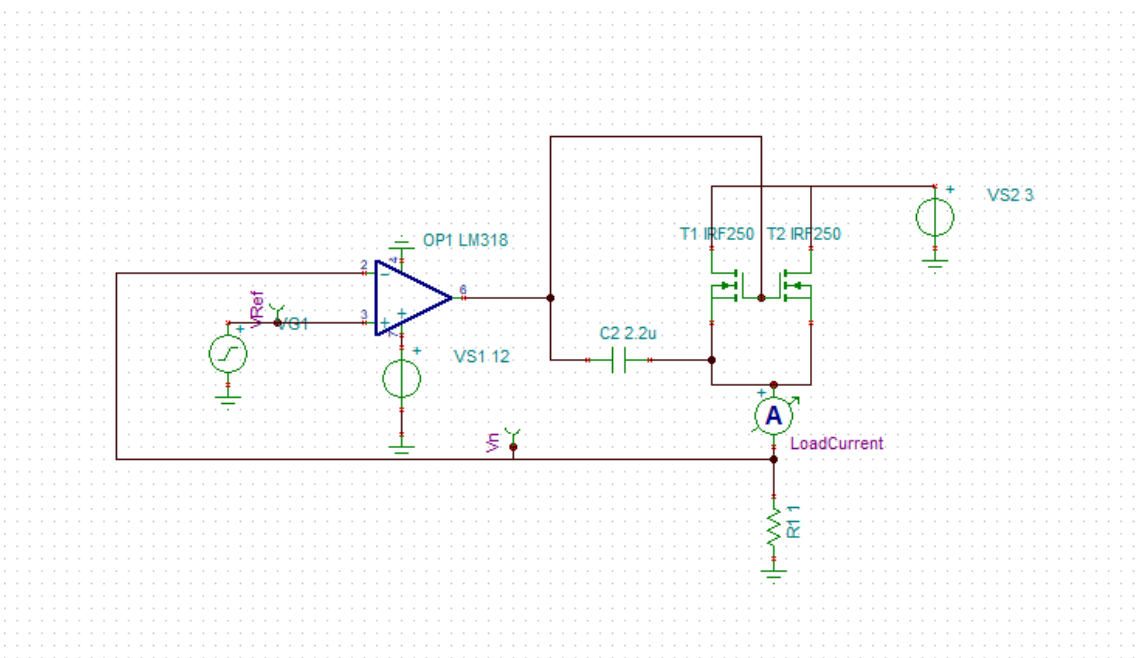 OP1 LM318
VS2 3
T1 IRF250
T2 IRF250
2
4
6
3
7
VRef
VG1
VS1 12
C2 2.2u
A
LoadCurrent
Vn
R1 1